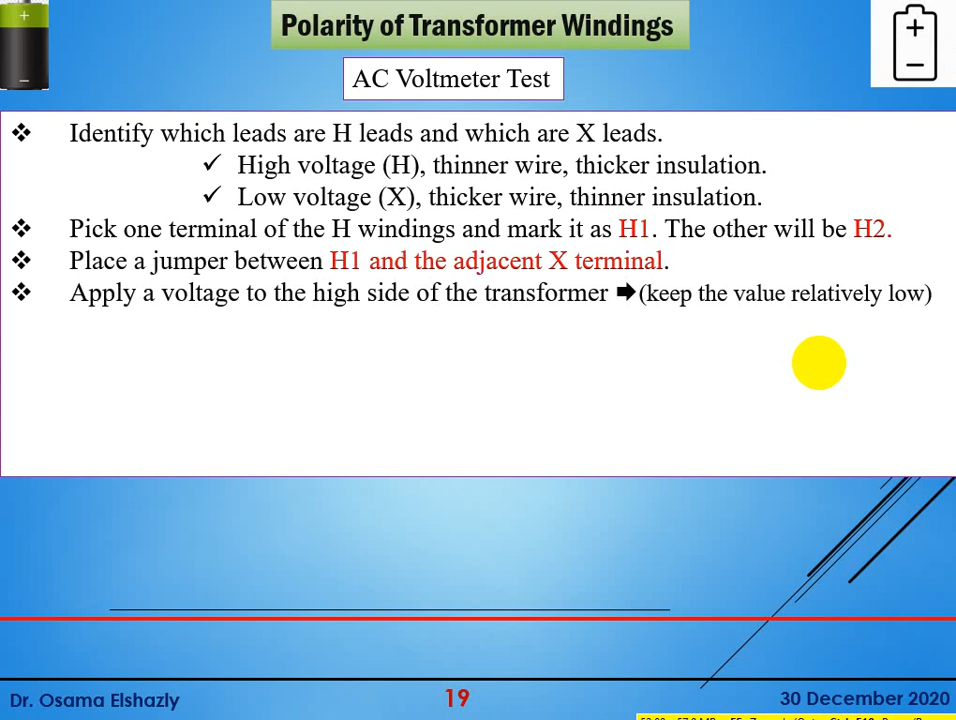 Polarity of Transformer Windings
AC Voltmeter Test
❖ Identify which leads are H leads and which are X leads.
✓ High voltage (H), thinner wire, thicker insulation.
✓ Low voltage (X), thicker wire, thinner insulation.
❖ Pick one terminal of the H windings and mark it as H1. The other will be H2.
❖ Place a jumper between H1 and the adjacent X terminal.
❖ Apply a voltage to the high side of the transformer ➡(keep the value relatively low)
Dr. Osama Elshazly
19
30 December 2020